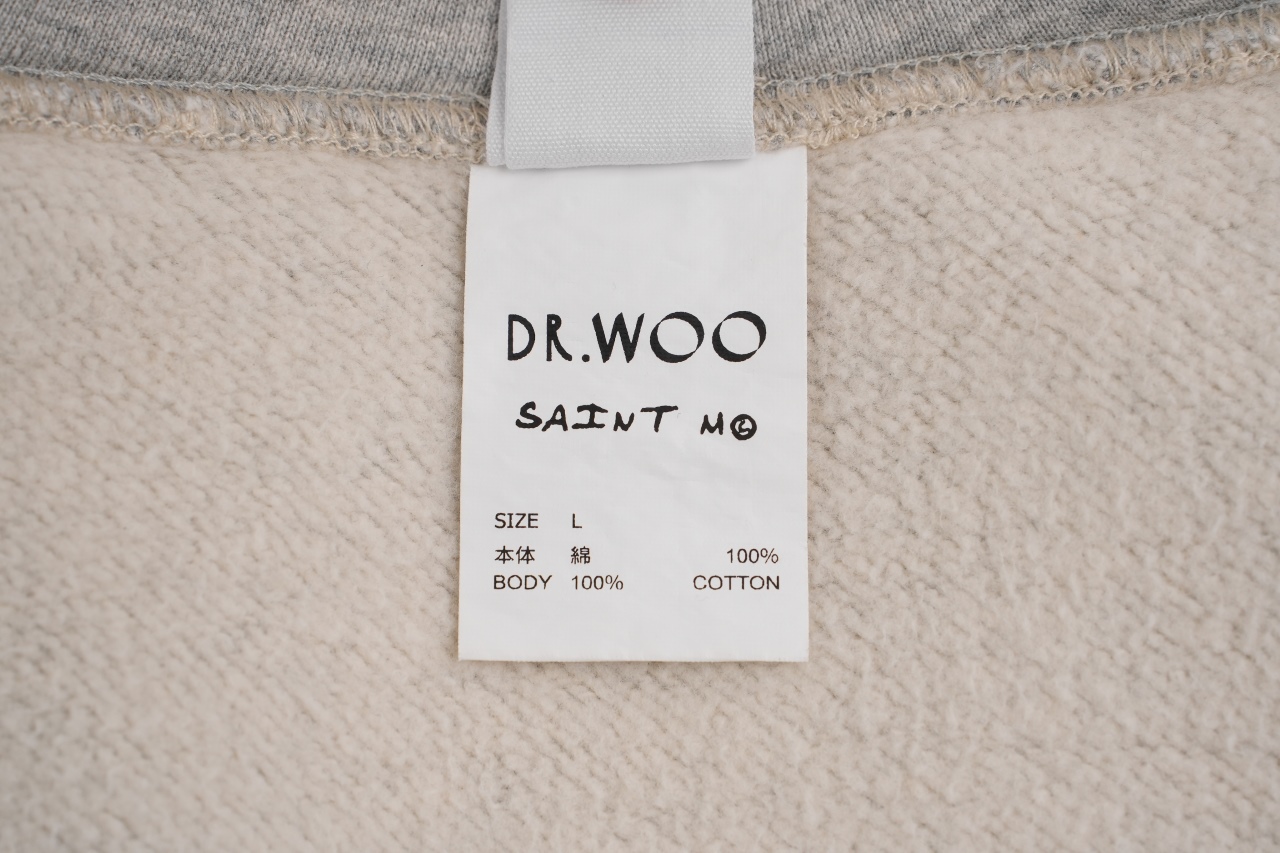 DR.WOO
SAINT M©
SIZE L
本体 綿 100%
BODY 100% COTTON